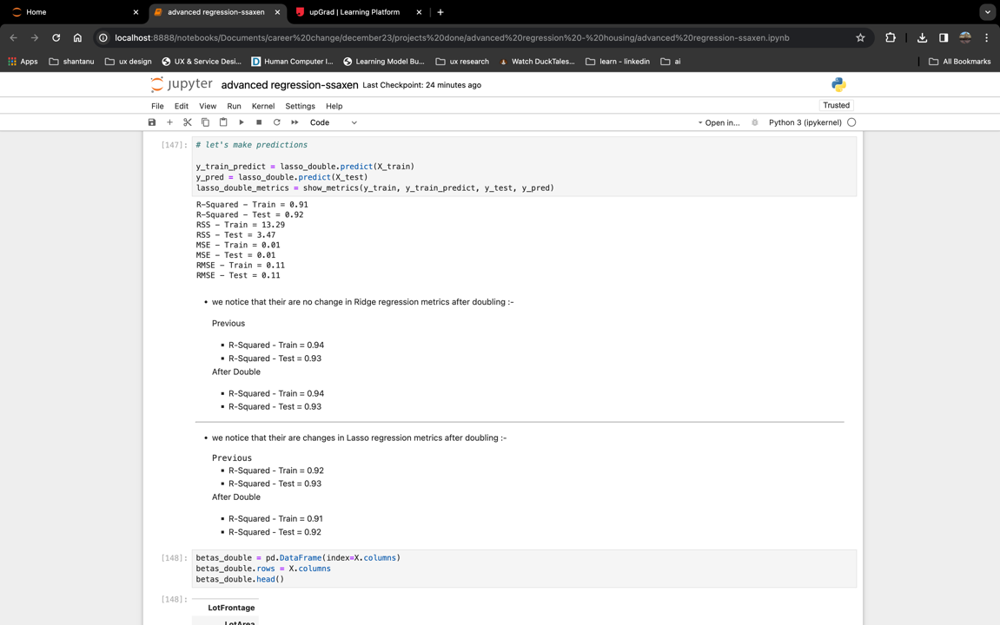 Home
advanced regression-ssaxen
upGrad | Learning Platform
localhost:8888/notebooks/Documents/career%20change/december23/projects%20done/advanced%20regression%20-%20housing/advanced%20regression-ssaxen.ipynb
Apps
shantanu
ux design
UX & Service Desi...
Human Computer I...
Learning Model Bu...
ux research
Watch DuckTales...
learn - linkedin
ai
All Bookmarks
jupyter advanced regression-ssaxen Last Checkpoint: 24 minutes ago
File Edit View Run Kernel Settings Help
Trusted
Code
Open in...
Python 3 (ipykernel)
[147]:
# let's make predictions
y_train_predict = lasso_double.predict(X_train)
y_pred = lasso_double.predict(X_test)
lasso_double_metrics = show_metrics(y_train, y_train_predict, y_test, y_pred)
R-Squared - Train = 0.91
R-Squared - Test = 0.92
RSS - Train = 13.29
RSS - Test = 3.47
MSE - Train = 0.01
MSE - Test = 0.01
RMSE - Train = 0.11
RMSE - Test = 0.11
• we notice that their are no change in Ridge regression metrics after doubling :-
Previous
▪ R-Squared - Train = 0.94
▪ R-Squared - Test = 0.93
After Double
▪ R-Squared - Train = 0.94
▪ R-Squared - Test = 0.93
• we notice that their are changes in Lasso regression metrics after doubling :-
Previous
▪ R-Squared - Train = 0.92
▪ R-Squared - Test = 0.93
After Double
▪ R-Squared - Train = 0.91
▪ R-Squared - Test = 0.92
[148]:
betas_double = pd.DataFrame(index=X.columns)
betas_double.rows = X.columns
betas_double.head()
[148]:
LotFrontage
LotArea